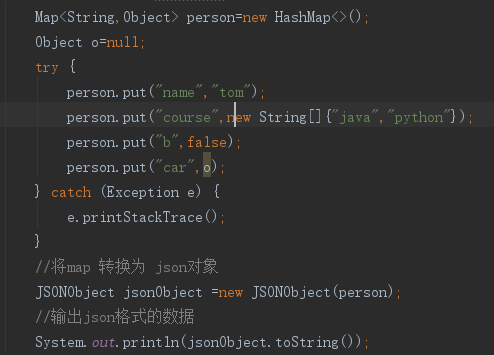 Map<String,Object> person=new HashMap<>();
Object o=null;
try {
person.put("name","tom");
person.put("course",new String[]{"java","python"});
person.put("b",false);
person.put("car",o);
} catch (Exception e) {
e.printStackTrace();
}
//将map 转换为 json对象
JSONObject jsonObject =new JSONObject(person);
//输出json格式的数据
System.out.println(jsonObject.toString());